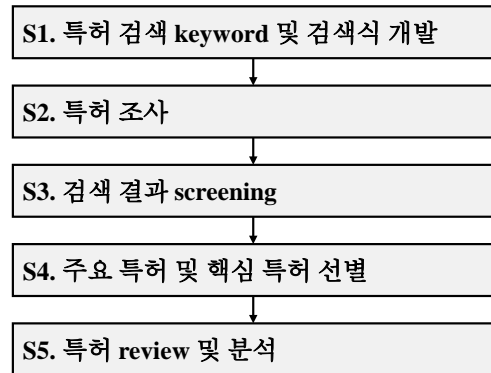 S1. 특허 검색 keyword 및 검색식 개발
S2. 특허 조사
S3. 검색 결과 screening
S4. 주요 특허 및 핵심 특허 선별
S5. 특허 review 및 분석